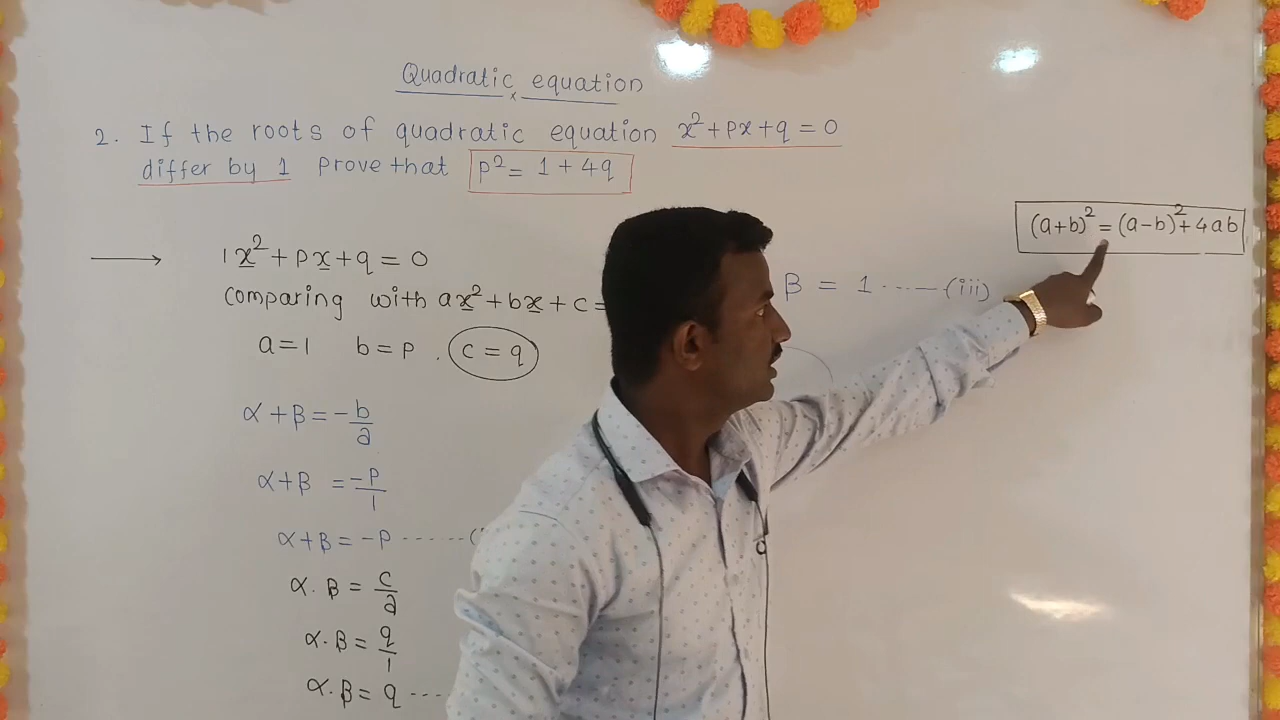 Quadratic equation
2. If the roots of quadratic equation x²+px+q = 0
differ by 1 prove that p² = 1+4q
1x²+px+q = 0
comparing with ax²+bx+c =
a=1 b=p . c=q
α+β = -b/a
α+β = -p/1
α+β = -p ······(
α.β = c/a
α.β = q/1
α.β = q ----
β = 1 ····—(iii)
(a+b)² = (a-b)²+4ab